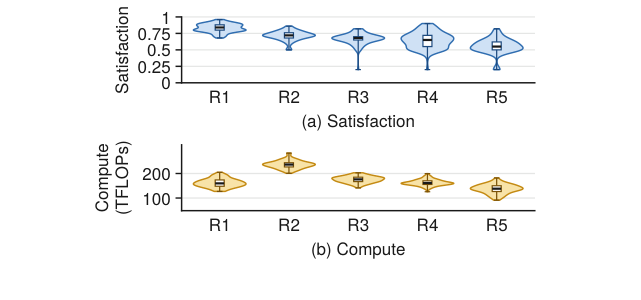 Satisfaction
1
0.75
0.5
0.25
0
R1 R2 R3 R4 R5
(a) Satisfaction
Compute
(TFLOPs)
200
100
R1 R2 R3 R4 R5
(b) Compute